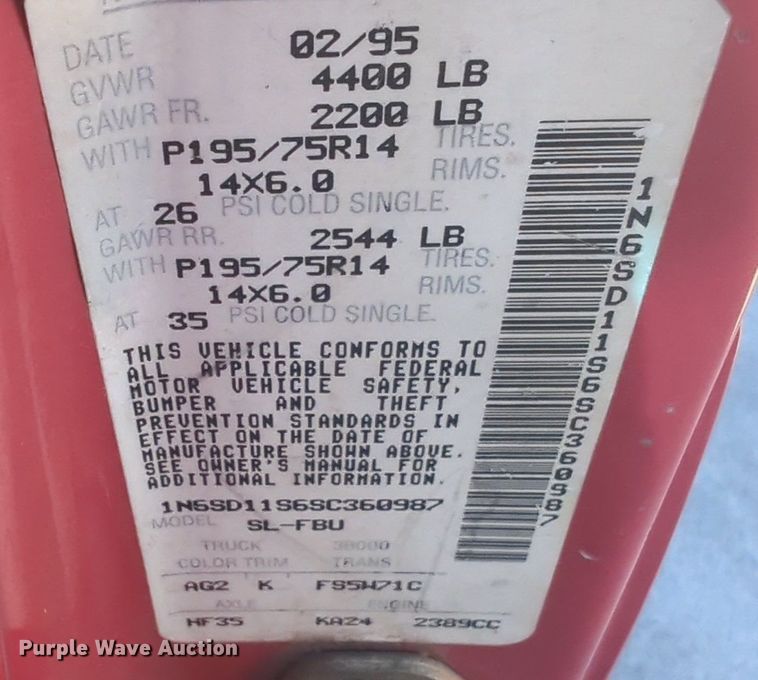 DATE 02/95
GVWR 4400 LB
GAWR FR. 2200 LB
WITH P195/75R14 TIRES.
14X6.0 RIMS.
AT 26 PSI COLD SINGLE.
GAWR RR. 2544 LB
WITH P195/75R14 TIRES.
14X6.0 RIMS.
AT 35 PSI COLD SINGLE.
THIS VEHICLE CONFORMS TO
ALL APPLICABLE FEDERAL
MOTOR VEHICLE SAFETY,
BUMPER AND THEFT
PREVENTION STANDARDS IN
EFFECT ON THE DATE OF
MANUFACTURE SHOWN ABOVE.
SEE OWNER'S MANUAL FOR
ADDITIONAL INFORMATION.
1N6SD11S6SC360987
MODEL SL-FBU
TRUCK 38000
COLOR TRIM TRANS
AG2 K FS5W71C
AXLE ENGINE
HF35 KA24 2389CC
1N6SD11S6SC360987
Purple Wave Auction